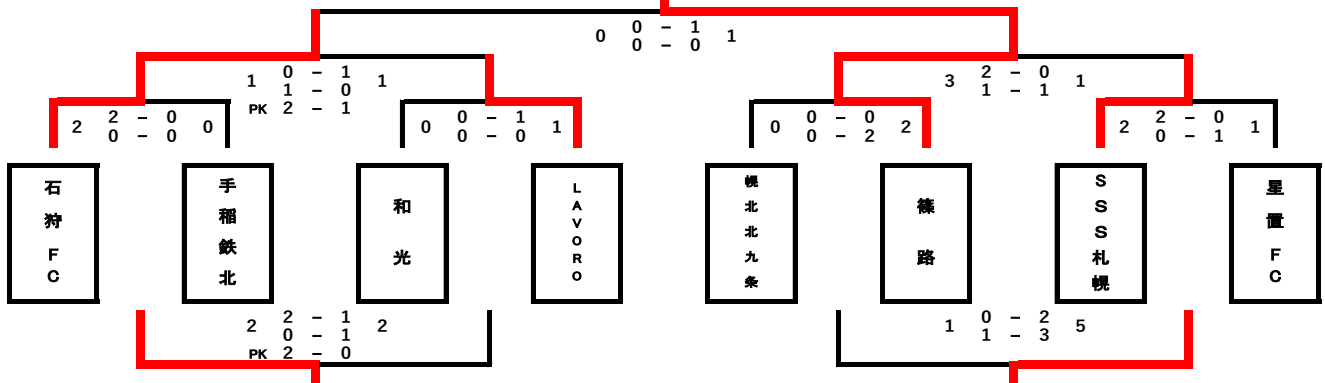 0 0 － 1 1
0 － 0
1 0 － 1 1
1 － 0
PK 2 － 1
3 2 － 0 1
1 － 1
2 2 － 0 0
0 － 0
0 0 － 1 1
0 － 0
0 0 － 0 2
0 － 2
2 2 － 0 1
0 － 1
石狩FC
手稲鉄北
和光
LAVORO
幌北北九条
篠路
SSS札幌
星置FC
2 2 － 1 2
0 － 1
PK 2 － 0
1 0 － 2 5
1 － 3